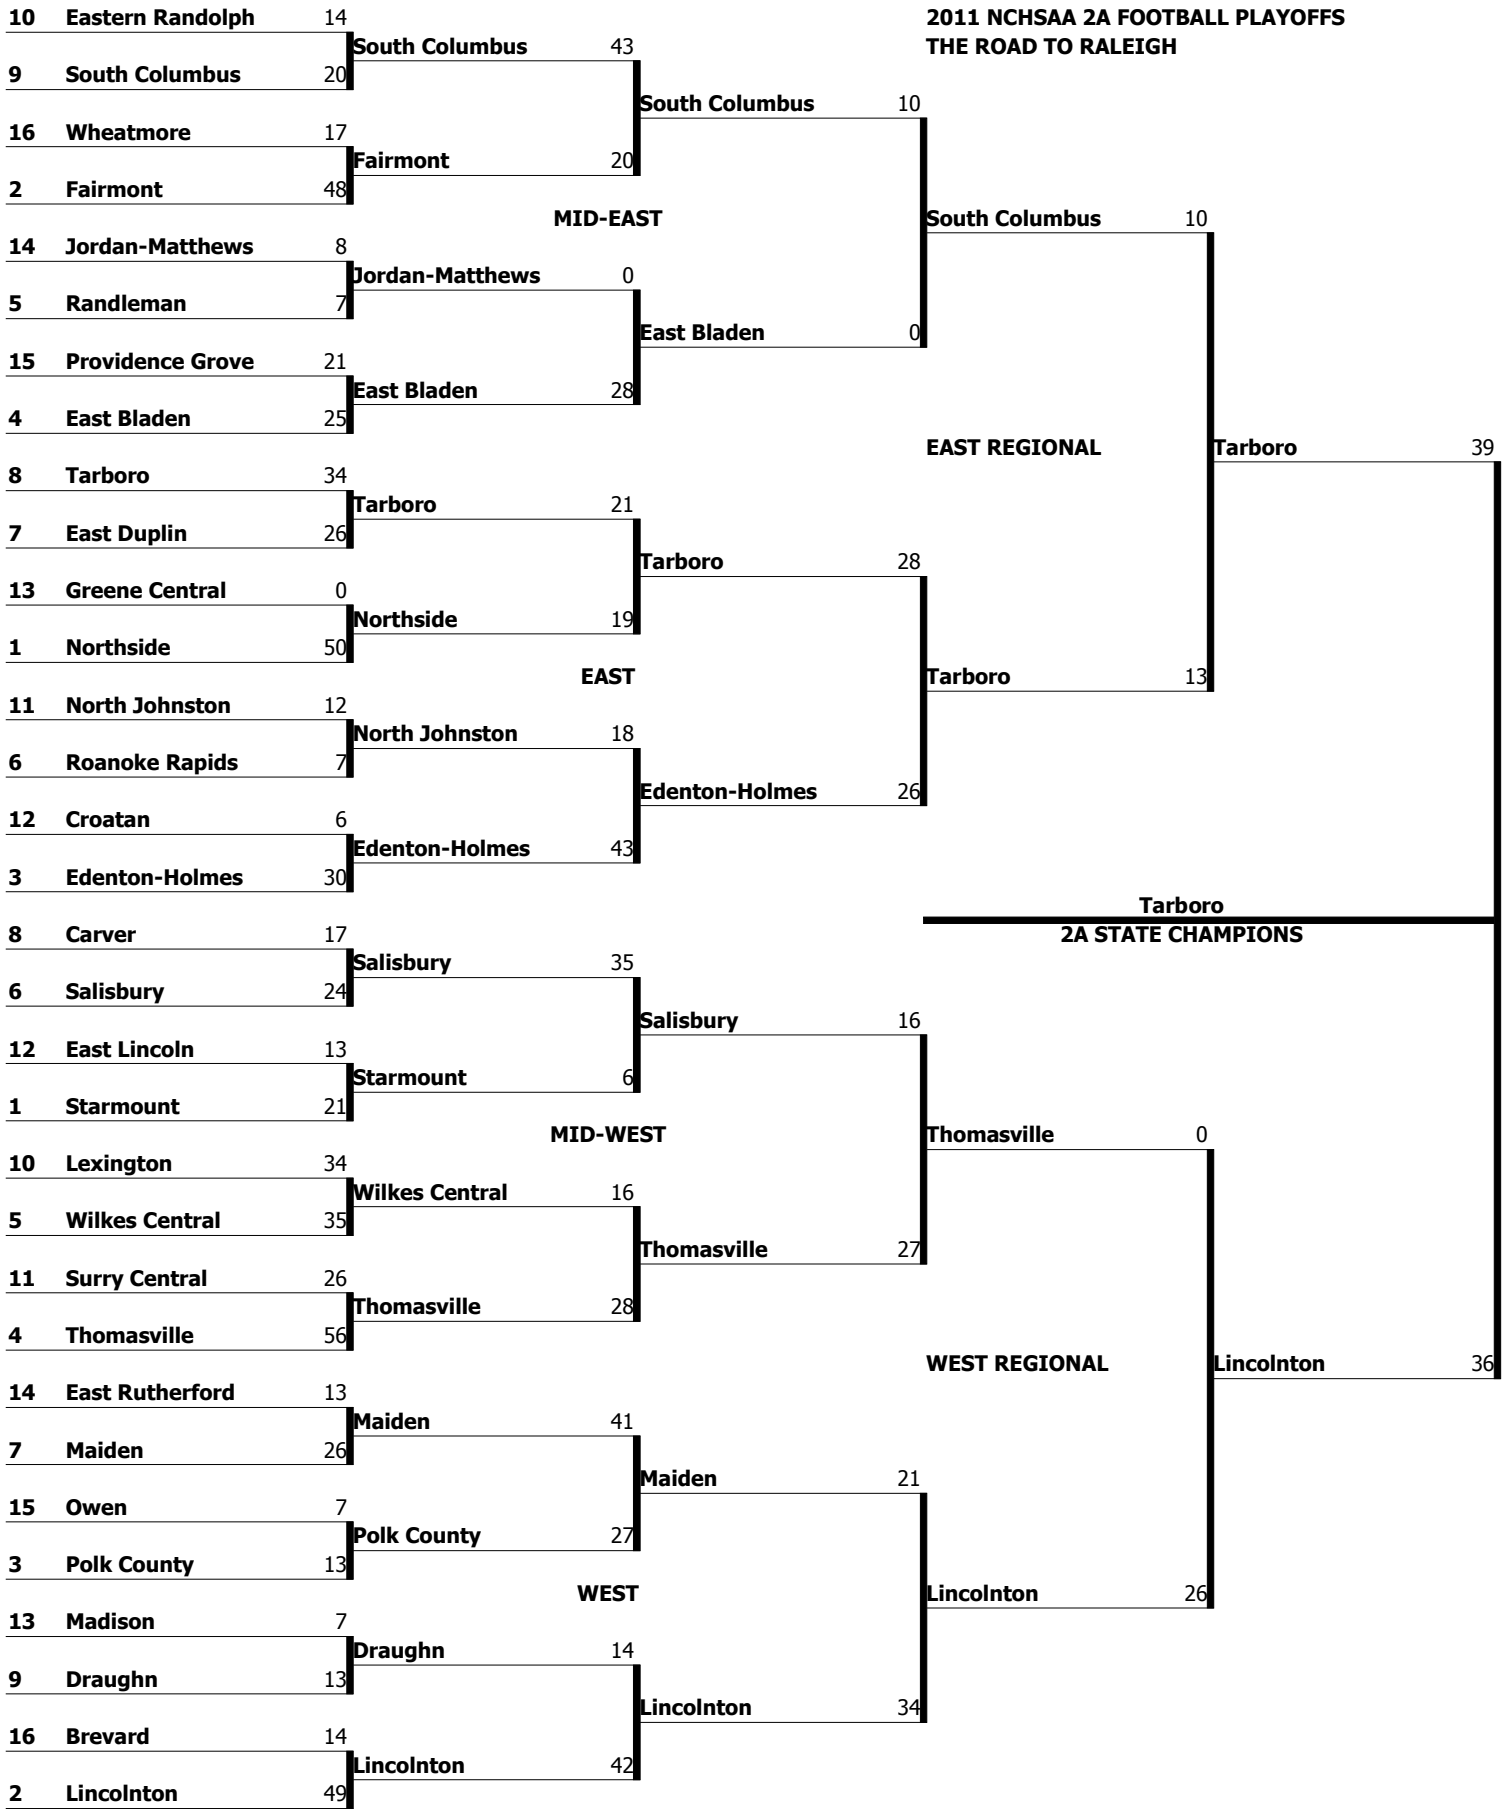 2011 NCHSAA 2A FOOTBALL PLAYOFFS
THE ROAD TO RALEIGH
10 Eastern Randolph 14
9 South Columbus 20
16 Wheatmore 17
2 Fairmont 48
14 Jordan-Matthews 8
5 Randleman 7
15 Providence Grove 21
4 East Bladen 25
8 Tarboro 34
7 East Duplin 26
13 Greene Central 0
1 Northside 50
11 North Johnston 12
6 Roanoke Rapids 7
12 Croatan 6
3 Edenton-Holmes 30
8 Carver 17
6 Salisbury 24
12 East Lincoln 13
1 Starmount 21
10 Lexington 34
5 Wilkes Central 35
11 Surry Central 26
4 Thomasville 56
14 East Rutherford 13
7 Maiden 26
15 Owen 7
3 Polk County 13
13 Madison 7
9 Draughn 13
16 Brevard 14
2 Lincolnton 49
South Columbus 43
Fairmont 20
MID-EAST
Jordan-Matthews 0
East Bladen 28
Tarboro 21
Northside 19
EAST
North Johnston 18
Edenton-Holmes 43
Salisbury 35
Starmount 6
MID-WEST
Wilkes Central 16
Thomasville 28
Maiden 41
Polk County 27
WEST
Draughn 14
Lincolnton 42
South Columbus 10
East Bladen 0
Tarboro 28
Edenton-Holmes 26
Salisbury 16
Thomasville 27
Maiden 21
Lincolnton 34
South Columbus 10
EAST REGIONAL
Tarboro 13
Thomasville 0
WEST REGIONAL
Lincolnton 26
Tarboro 39
Lincolnton 36
Tarboro
2A STATE CHAMPIONS